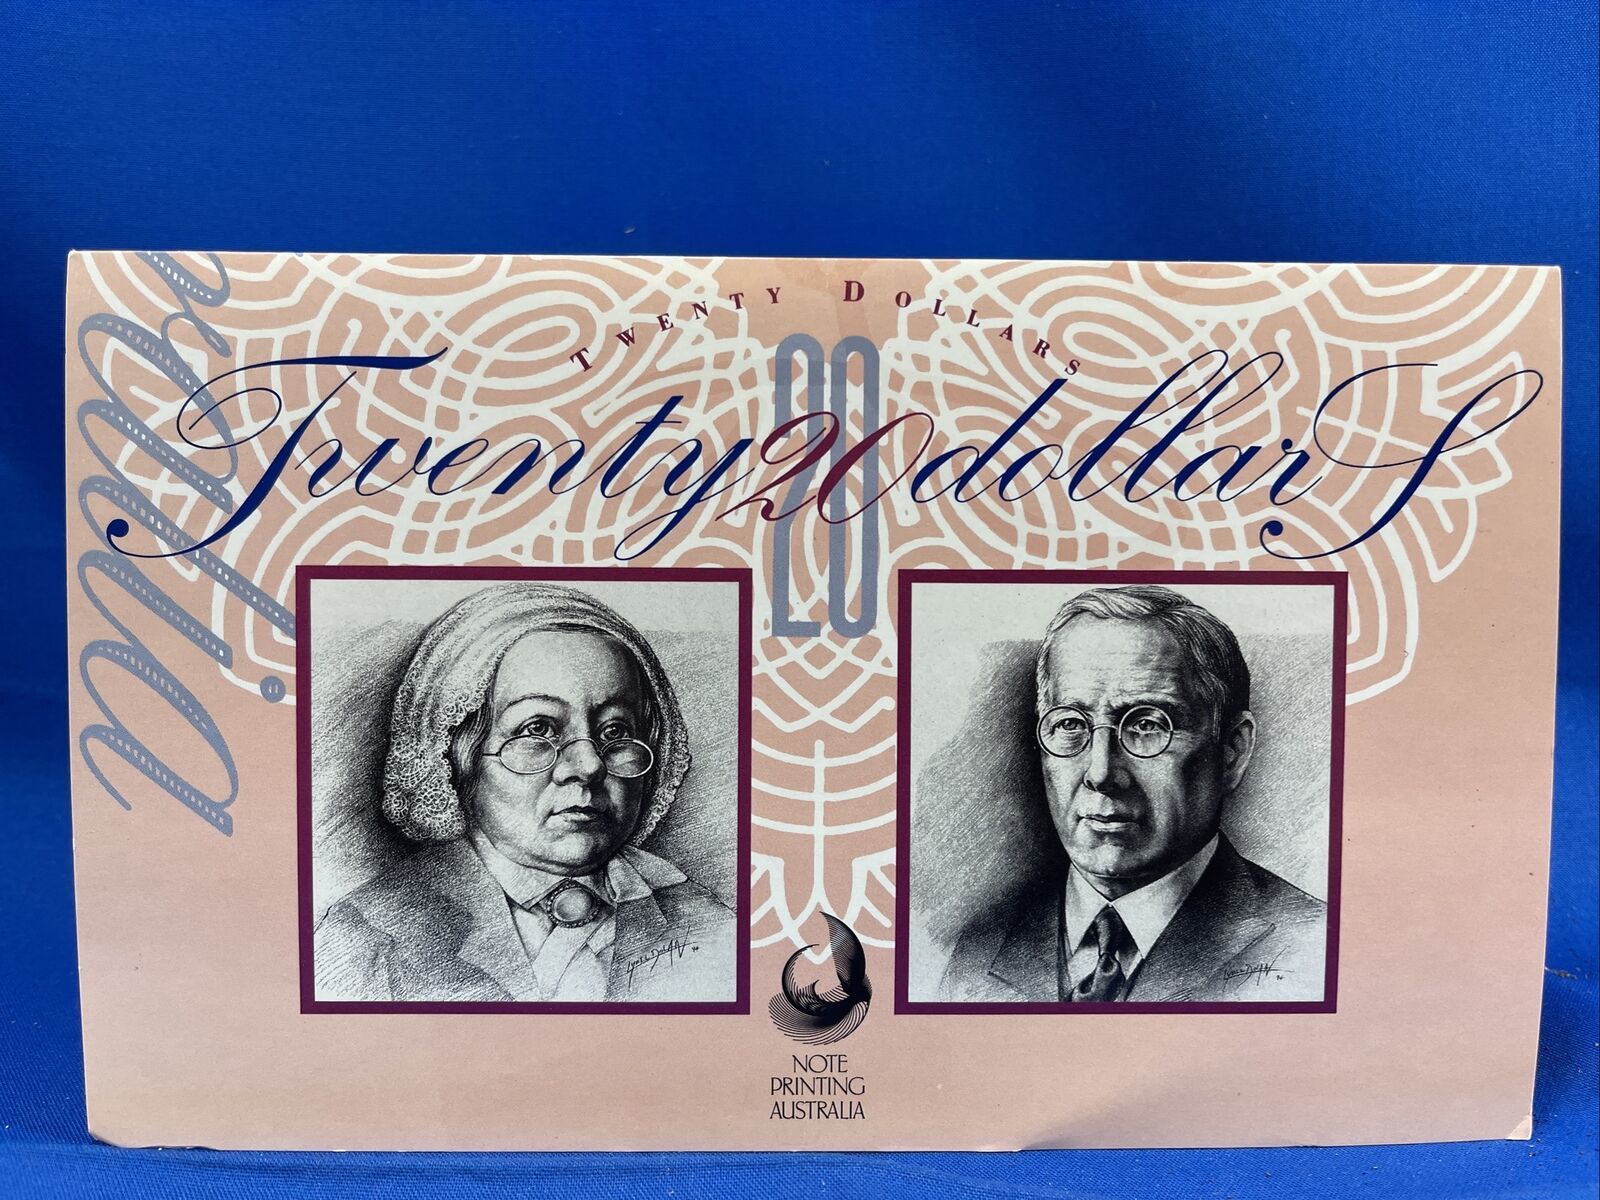 TWENTY DOLLARS
20
Twenty 20 dollarS
NOTE
PRINTING
AUSTRALIA